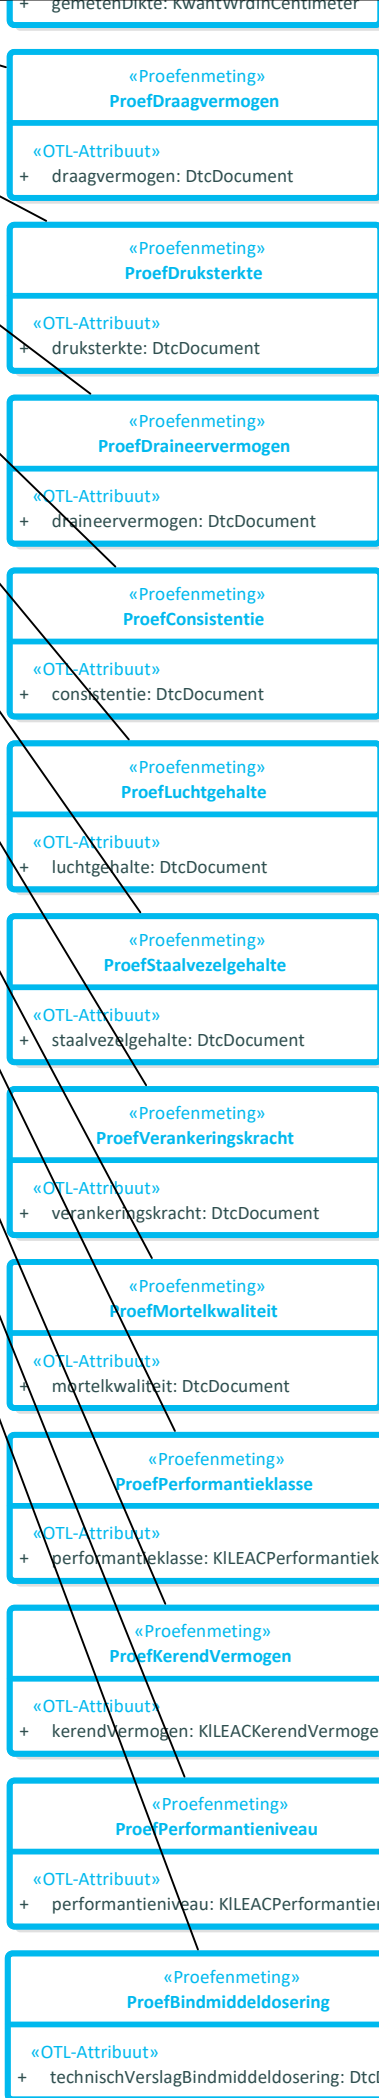 + gemetenDikte: KwantWrdInCentimeter
«Proefenmeting»
ProefDraagvermogen
«OTL-Attribuut»
+ draagvermogen: DtcDocument
«Proefenmeting»
ProefDruksterkte
«OTL-Attribuut»
+ druksterkte: DtcDocument
«Proefenmeting»
ProefDraineervermogen
«OTL-Attribuut»
+ draineervermogen: DtcDocument
«Proefenmeting»
ProefConsistentie
«OTL-Attribuut»
+ consistentie: DtcDocument
«Proefenmeting»
ProefLuchtgehalte
«OTL-Attribuut»
+ luchtgehalte: DtcDocument
«Proefenmeting»
ProefStaalvezelgehalte
«OTL-Attribuut»
+ staalvezelgehalte: DtcDocument
«Proefenmeting»
ProefVerankeringskracht
«OTL-Attribuut»
+ verankeringskracht: DtcDocument
«Proefenmeting»
ProefMortelkwaliteit
«OTL-Attribuut»
+ mortelkwaliteit: DtcDocument
«Proefenmeting»
ProefPerformantieklasse
«OTL-Attribuut»
+ performantieklasse: KlLEACPerformantiek
«Proefenmeting»
ProefKerendVermogen
«OTL-Attribuut»
+ kerendVermogen: KlLEACKerendVermoge
«Proefenmeting»
ProefPerformantieniveau
«OTL-Attribuut»
+ performantieniveau: KlLEACPerformantien
«Proefenmeting»
ProefBindmiddeldosering
«OTL-Attribuut»
+ technischVerslagBindmiddeldosering: DtcD